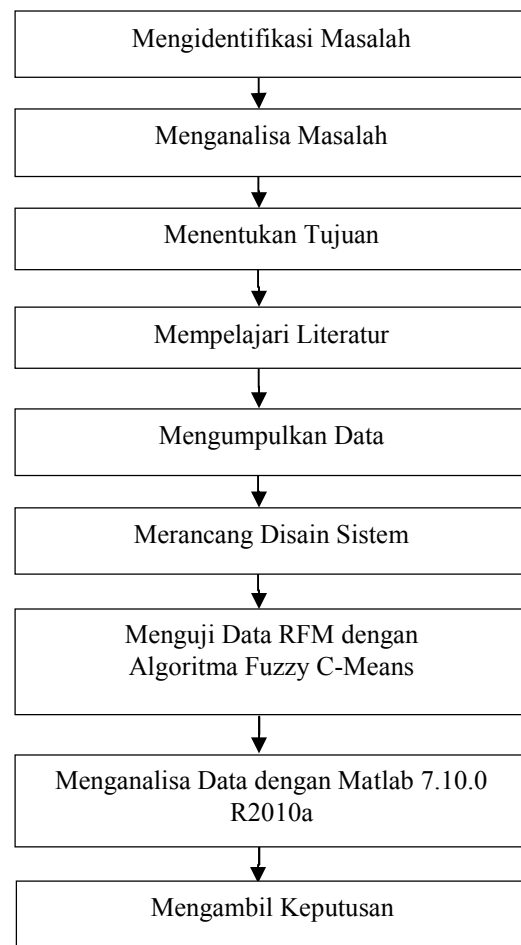 Mengidentifikasi Masalah
Menganalisa Masalah
Menentukan Tujuan
Mempelajari Literatur
Mengumpulkan Data
Merancang Disain Sistem
Menguji Data RFM dengan
Algoritma Fuzzy C-Means
Menganalisa Data dengan Matlab 7.10.0
R2010a
Mengambil Keputusan